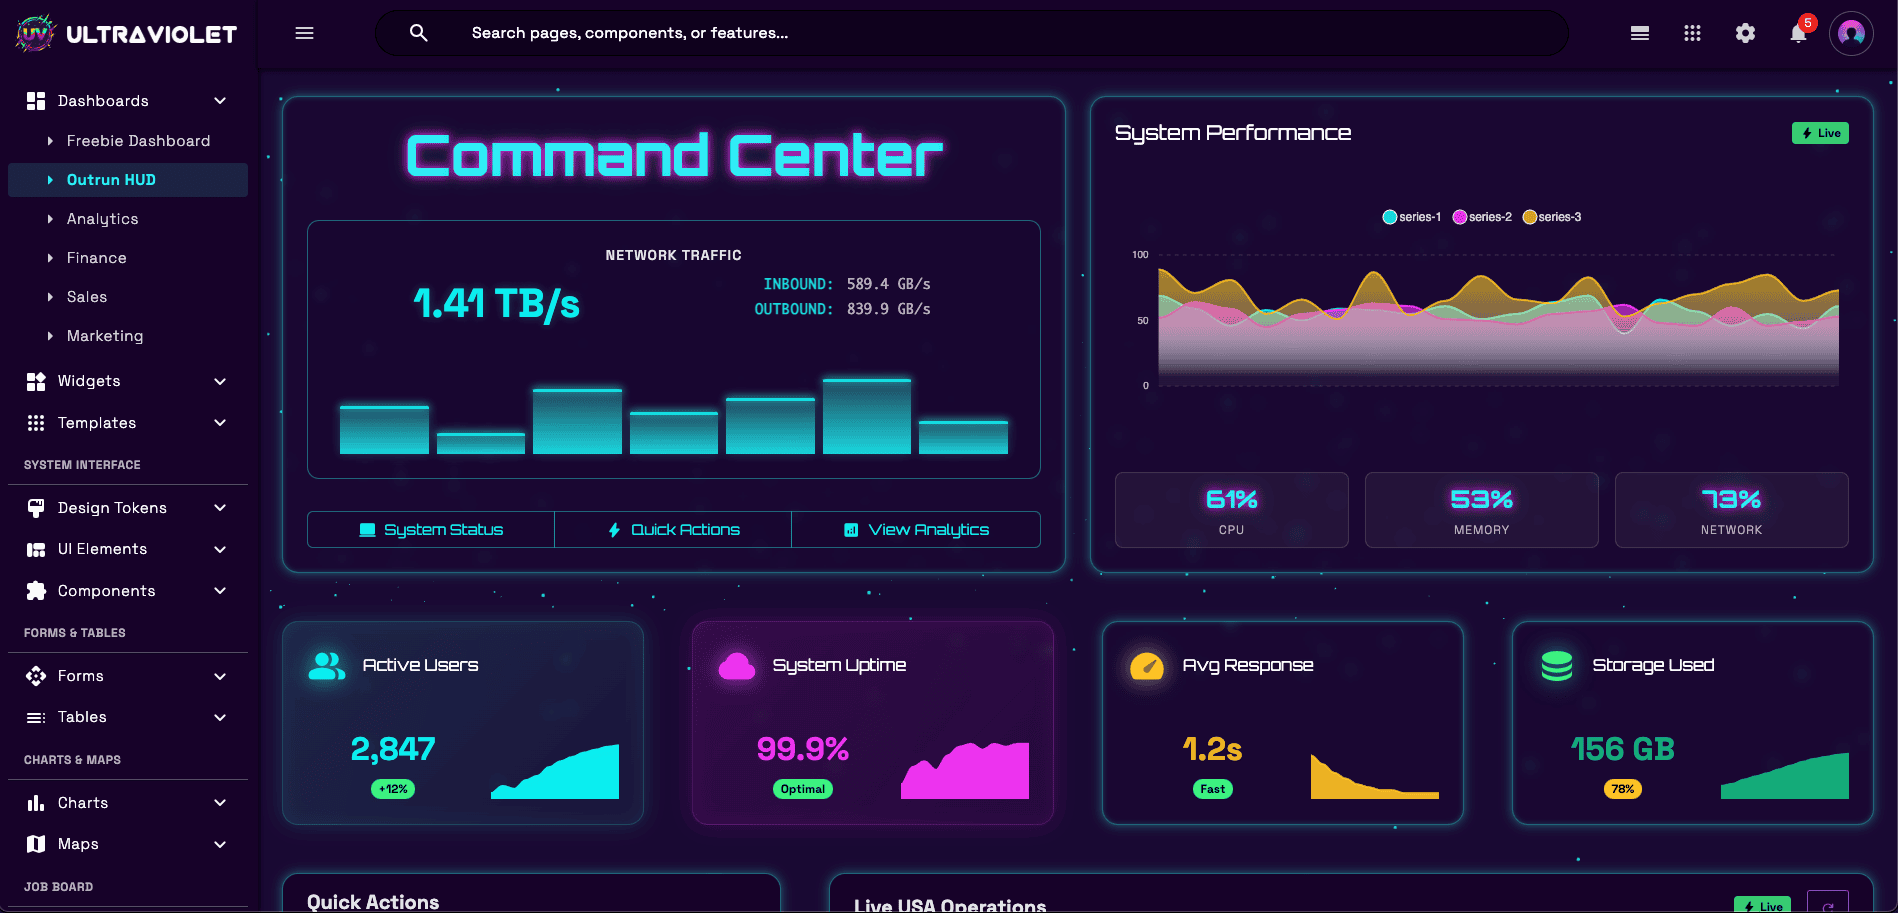 UV ULTRAVIOLET
Search pages, components, or features...
5
Dashboards
Freebie Dashboard
Outrun HUD
Analytics
Finance
Sales
Marketing
Widgets
Templates
SYSTEM INTERFACE
Design Tokens
UI Elements
Components
FORMS & TABLES
Forms
Tables
CHARTS & MAPS
Charts
Maps
JOB BOARD
Command Center
NETWORK TRAFFIC
1.41 TB/s
INBOUND: 589.4 GB/s
OUTBOUND: 839.9 GB/s
System Status
Quick Actions
View Analytics
System Performance
Live
series-1 series-2 series-3
100
50
0
61%
CPU
53%
MEMORY
73%
NETWORK
Active Users
2,847
+12%
System Uptime
99.9%
Optimal
Avg Response
1.2s
Fast
Storage Used
156 GB
78%
Quick Actions
Live USA Operations
Live